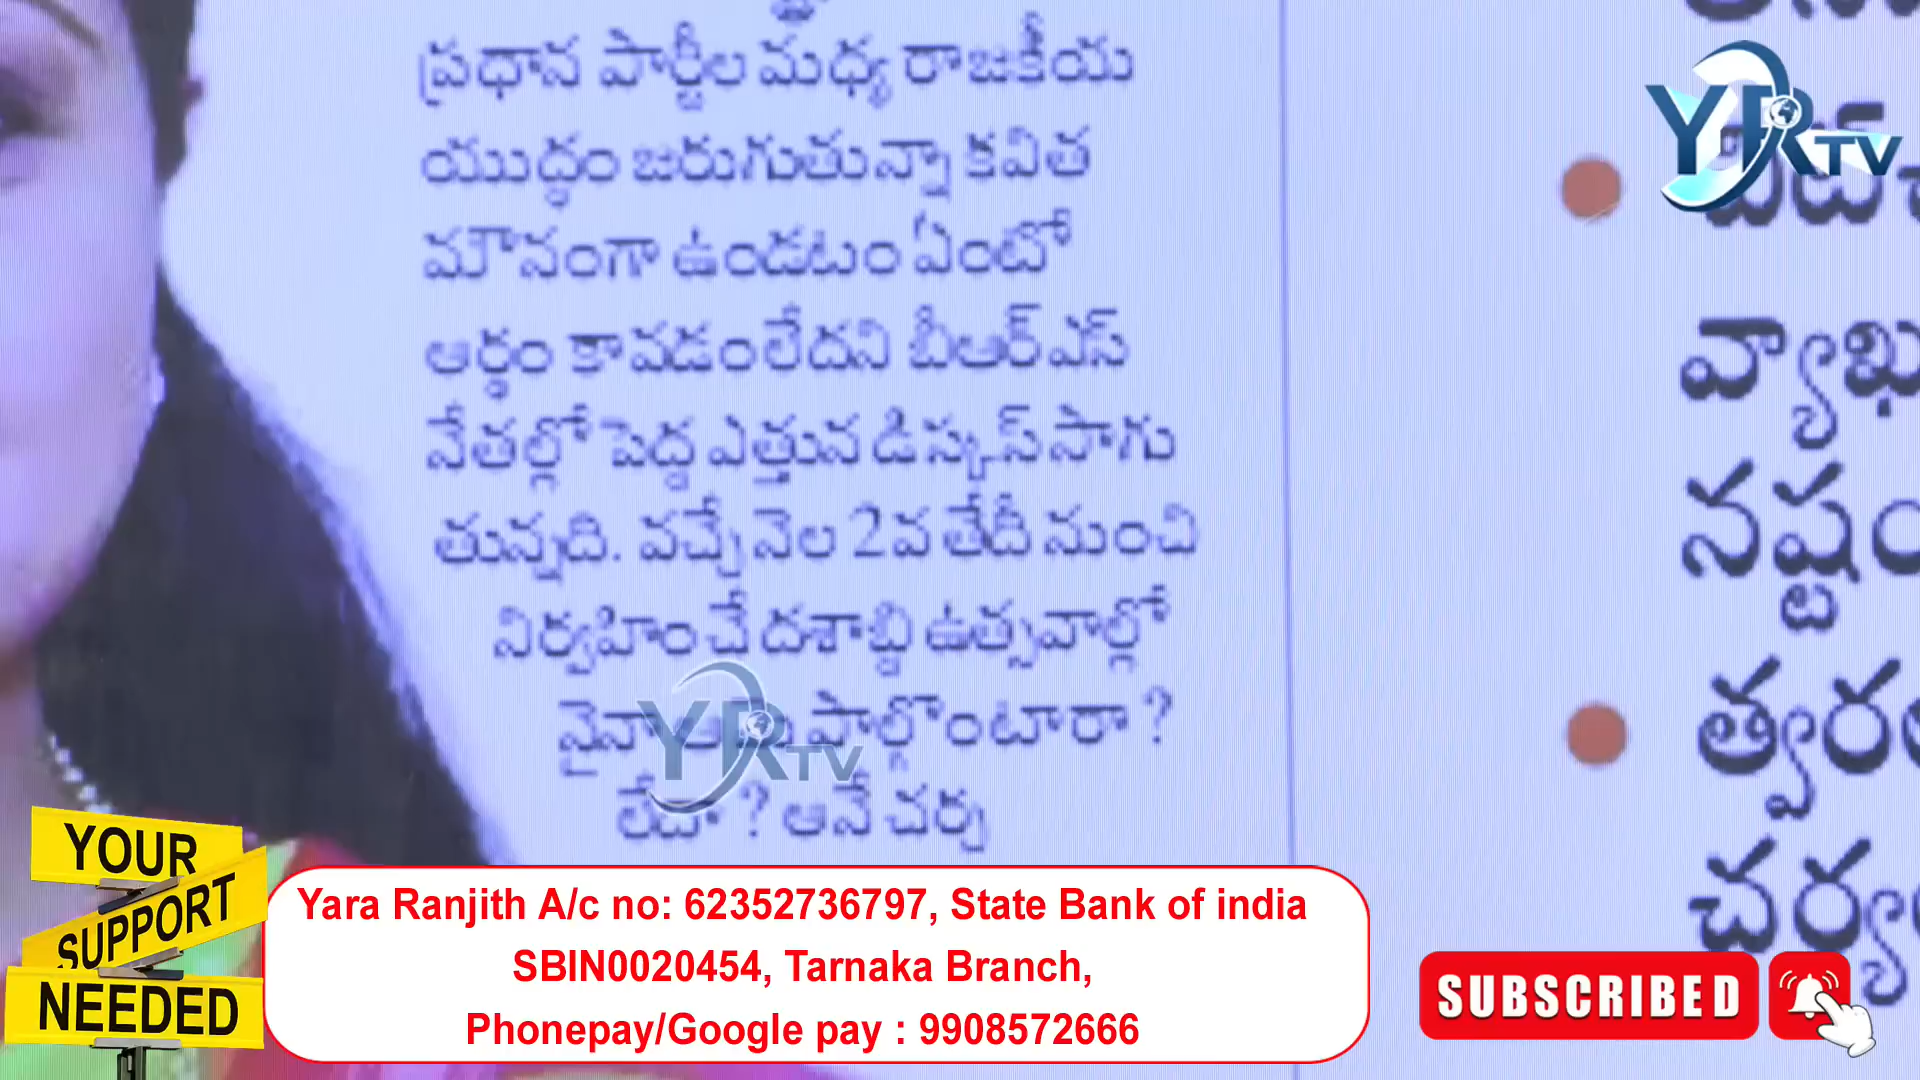 ప్రధాన పార్టీల మధ్య రాజకీయ
యుద్ధం జరుగుతున్నా కవిత
మౌనంగా ఉండటం ఏంటో
అర్థం కావడంలేదని బీఆర్ఎస్
నేతల్లో పెద్ద ఎత్తున డిస్కస్ సాగు
తున్నది. వచ్చే నెల 2వ తేదీ నుంచి
నిర్వహించే దశాబ్ది ఉత్సవాల్లో
నైనా ఆమె పాల్గొంటారా ?
లేదా ? అనే చర్చ
YRTV
వ్యాఖ
నష్టం
త్వర
చర్య
YRTV
YOUR
SUPPORT
NEEDED
Yara Ranjith A/c no: 62352736797, State Bank of india
SBIN0020454, Tarnaka Branch,
Phonepay/Google pay : 9908572666
SUBSCRIBED